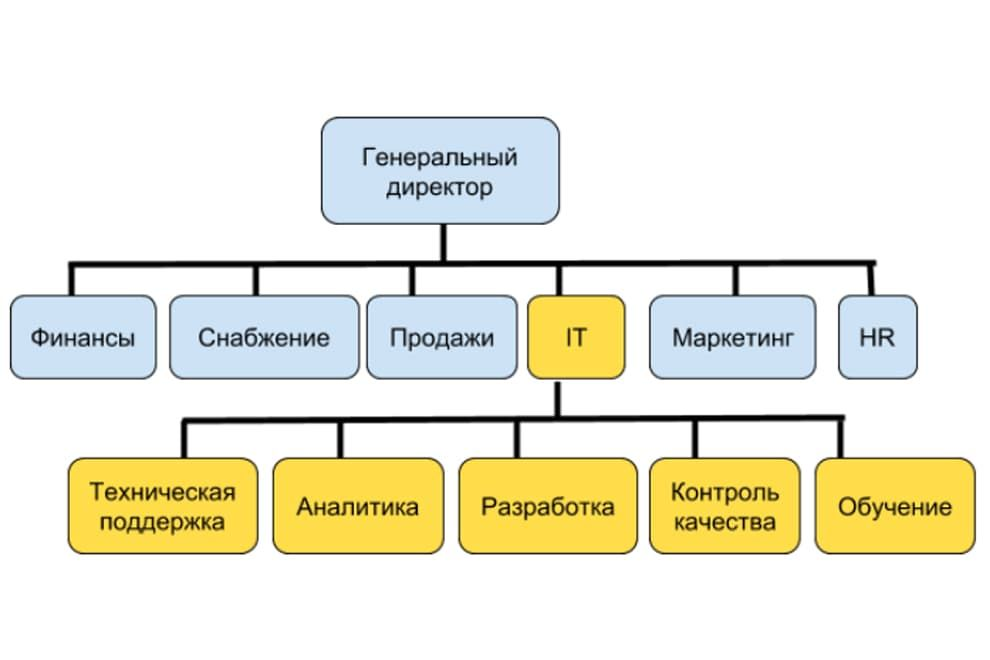 Генеральный
директор
Финансы
Снабжение
Продажи
IT
Маркетинг
HR
Техническая
поддержка
Аналитика
Разработка
Контроль
качества
Обучение